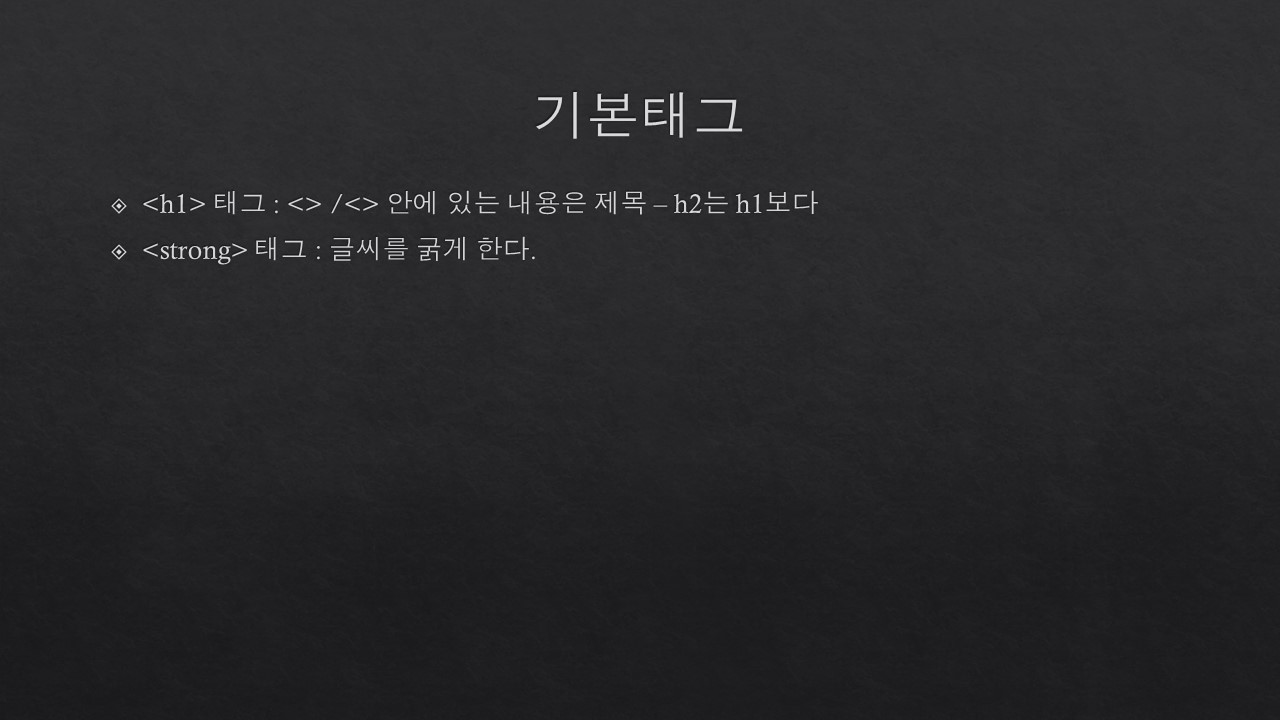 기본태그
<h1> 태그 : <> /<> 안에 있는 내용은 제목 – h2는 h1보다
<strong> 태그 : 글씨를 굵게 한다.